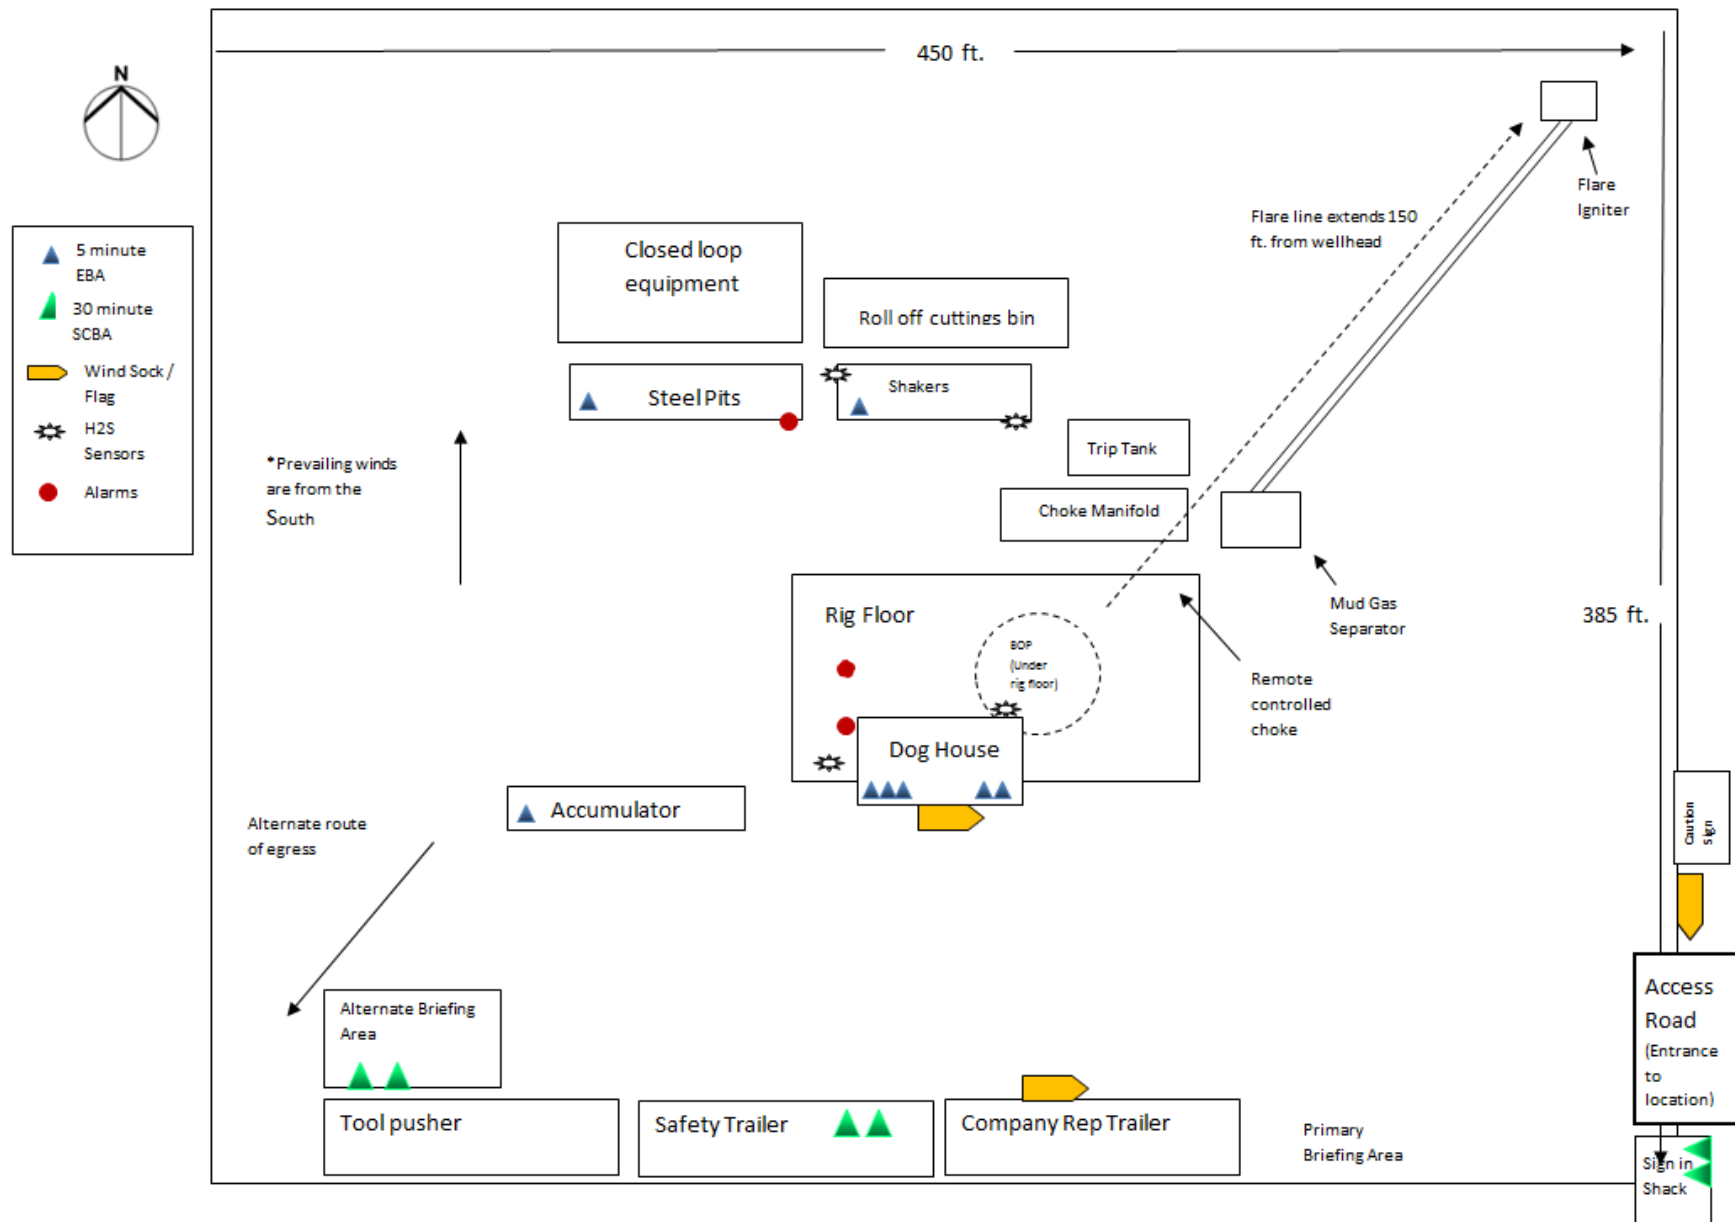 450 ft.
N
Flare
Igniter
5 minute
EBA
30 minute
SCBA
Wind Sock /
Flag
H2S
Sensors
Alarms
Flare line extends 150
ft. from wellhead
Closed loop
equipment
Roll off cuttings bin
Steel Pits
Shakers
Trip Tank
Choke Manifold
*Prevailing winds
are from the
South
Rig Floor
BOP
(Under
rig floor)
Mud Gas
Separator
385 ft.
Remote
controlled
choke
Dog House
Accumulator
Alternate route
of egress
Caution
Sign
Access
Road
(Entrance
to
location)
Alternate Briefing
Area
Tool pusher
Safety Trailer
Company Rep Trailer
Primary
Briefing Area
Sign in
Shack